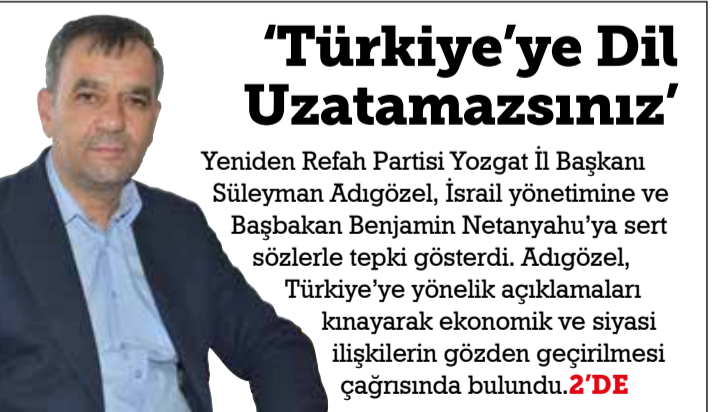 ‘Türkiye’ye Dil
Uzatamazsınız’
Yeniden Refah Partisi Yozgat İl Başkanı
Süleyman Adıgözel, İsrail yönetimine ve
Başbakan Benjamin Netanyahu’ya sert
sözlerle tepki gösterdi. Adıgözel,
Türkiye’ye yönelik açıklamaları
kınayarak ekonomik ve siyasi
ilişkilerin gözden geçirilmesi
çağrısında bulundu.2’DE